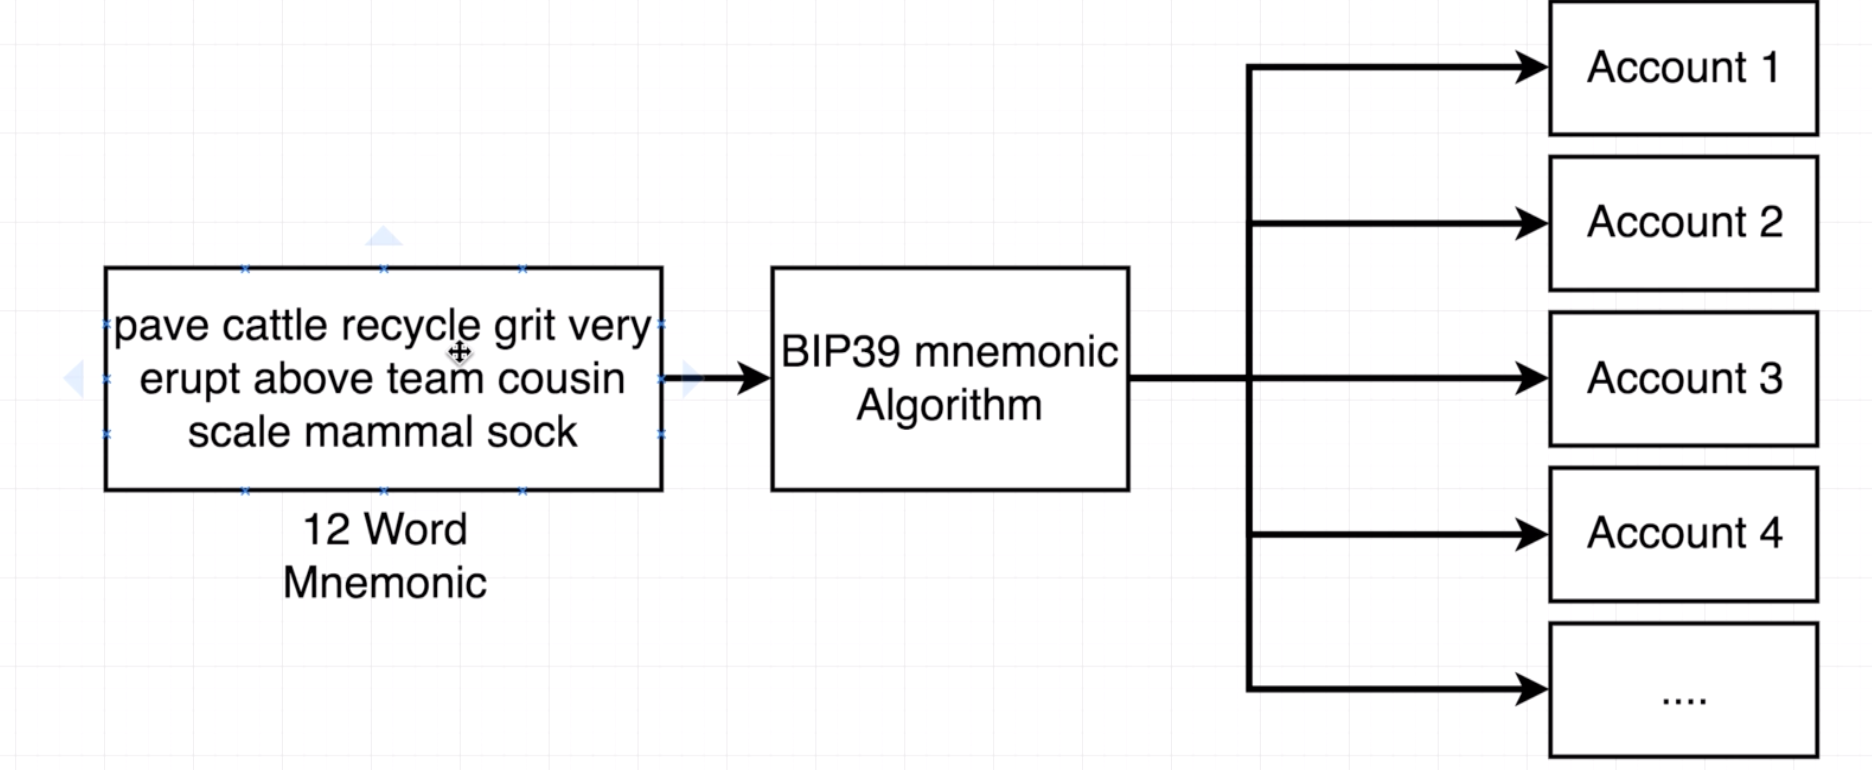 pave cattle recycle grit very
erupt above team cousin
scale mammal sock
12 Word
Mnemonic
BIP39 mnemonic
Algorithm
Account 1
Account 2
Account 3
Account 4
....